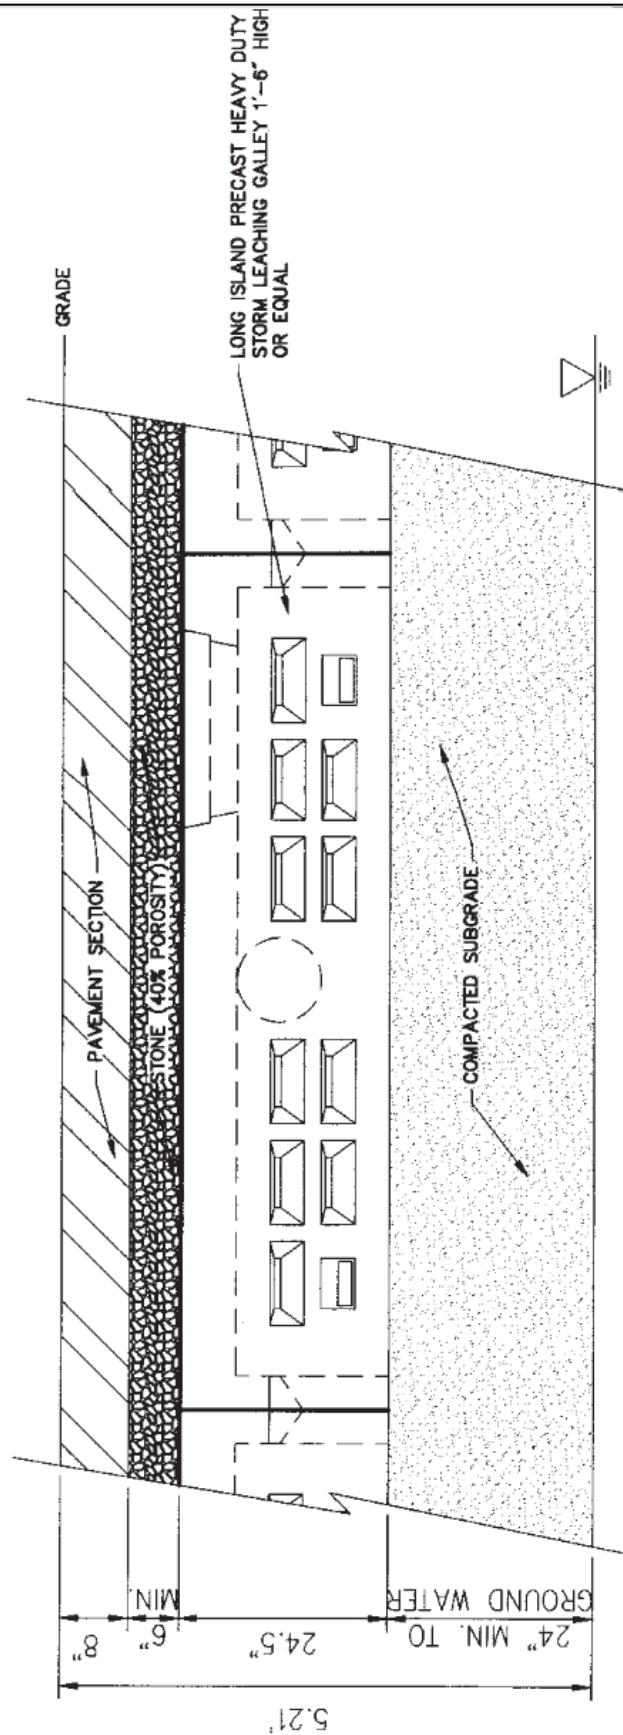 GRADE
LONG ISLAND PRECAST HEAVY DUTY
STORM LEACHING GALLEY 1'-6" HIGH
OR EQUAL
PAVEMENT SECTION
STONE (40% POROSITY)
COMPACTED SUBGRADE
8"
6"
MIN.
24.5"
24" MIN. TO
GROUND WATER
5.21'